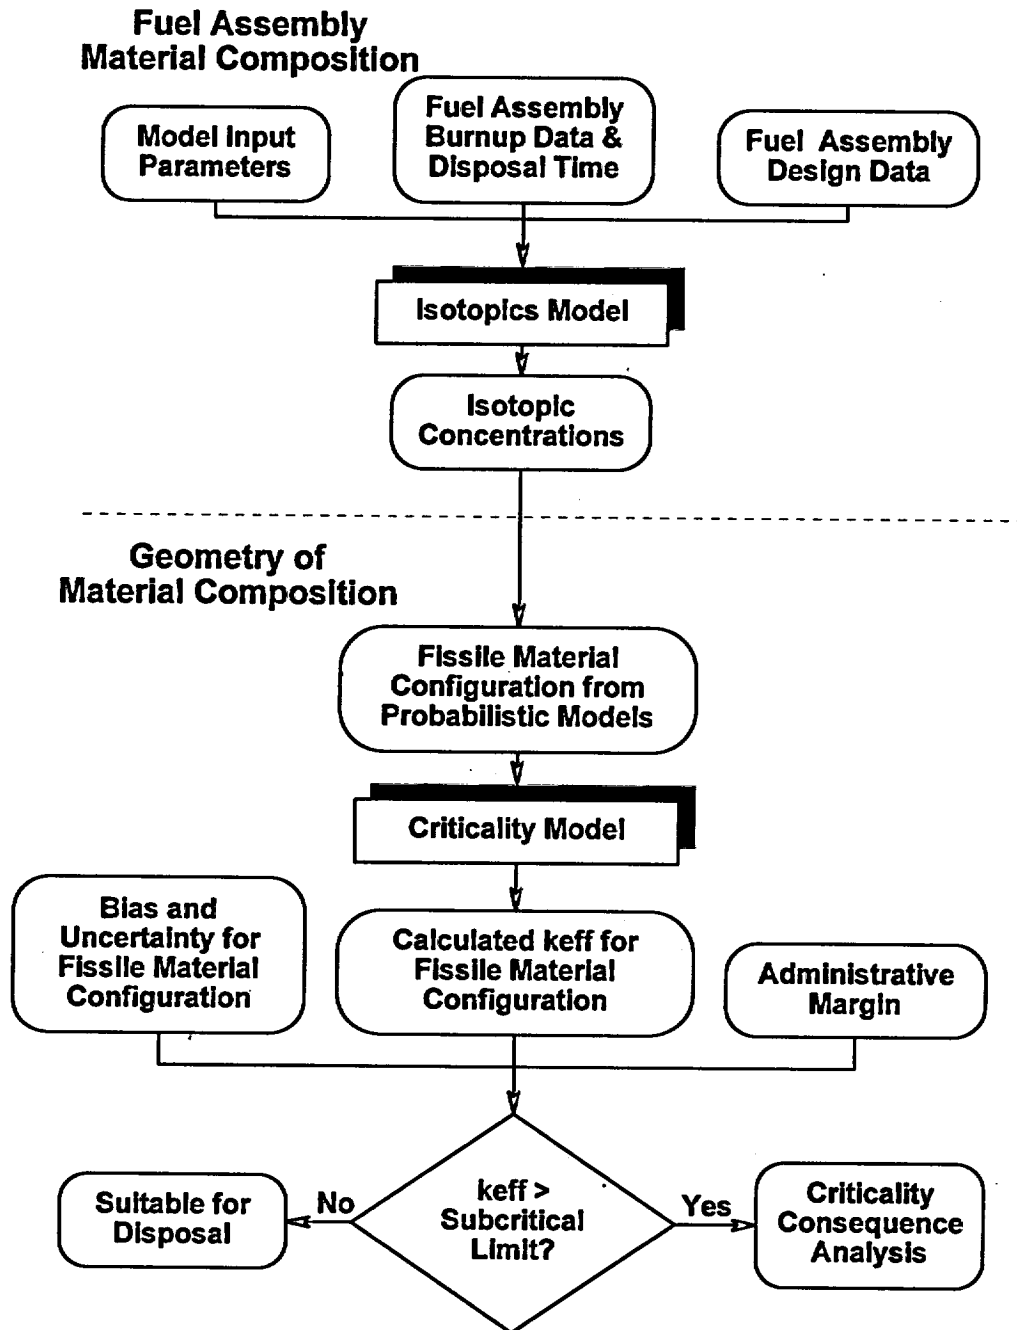 Fuel Assembly
Material Composition
Model Input
Parameters
Fuel Assembly
Burnup Data &
Disposal Time
Fuel Assembly
Design Data
Isotopics Model
Isotopic
Concentrations
Geometry of
Material Composition
Fissile Material
Configuration from
Probabilistic Models
Criticality Model
Bias and
Uncertainty for
Fissile Material
Configuration
Calculated keff for
Fissile Material
Configuration
Administrative
Margin
Suitable for
Disposal
No
keff >
Subcritical
Limit?
Yes
Criticality
Consequence
Analysis